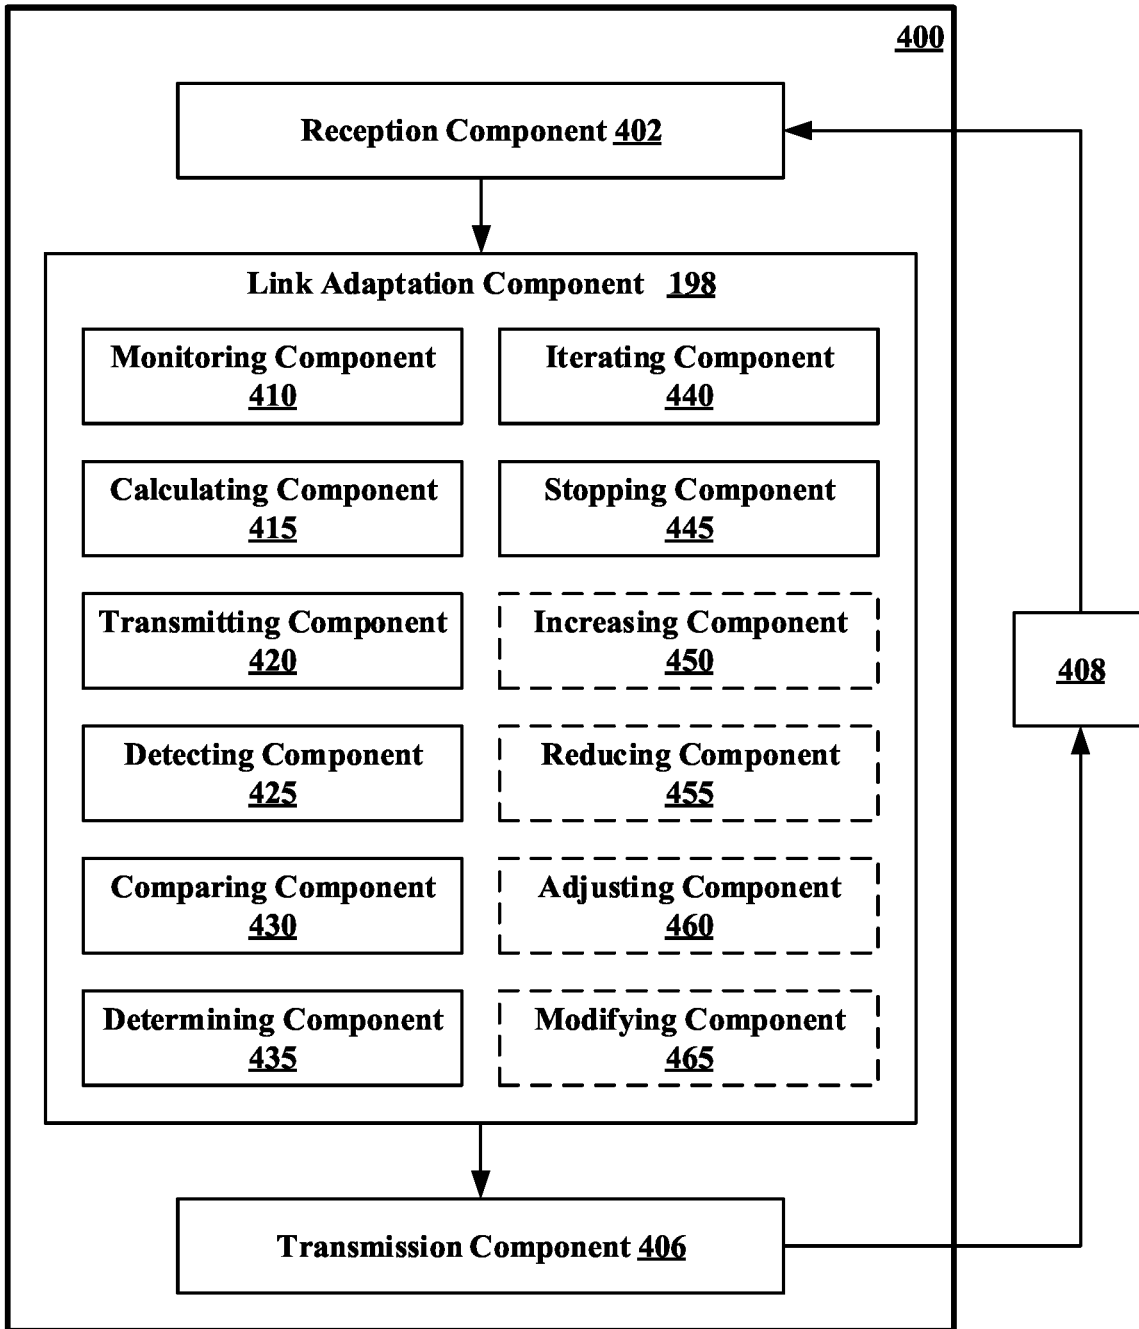 400
Reception Component 402
Link Adaptation Component 198
Monitoring Component
410
Iterating Component
440
Calculating Component
415
Stopping Component
445
Transmitting Component
420
Increasing Component
450
Detecting Component
425
Reducing Component
455
Comparing Component
430
Adjusting Component
460
Determining Component
435
Modifying Component
465
408
Transmission Component 406